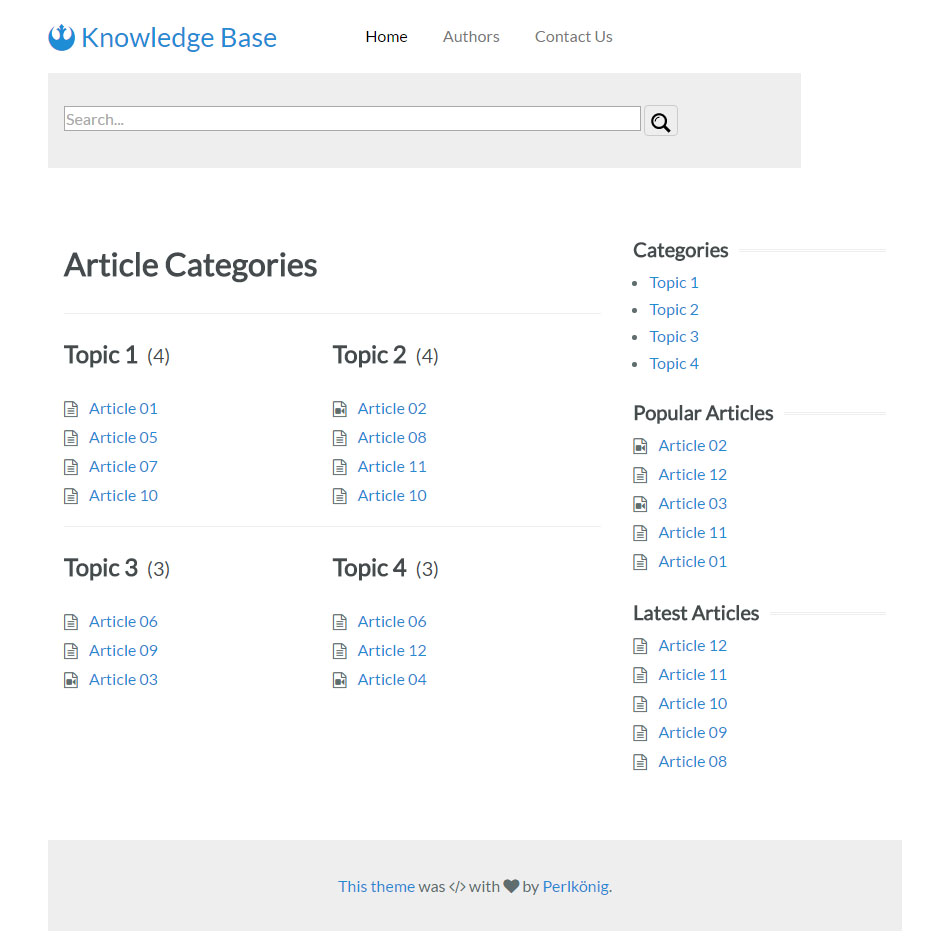 Knowledge Base
Home Authors Contact Us
Search...
Article Categories
Topic 1 (4)
Article 01
Article 05
Article 07
Article 10
Topic 2 (4)
Article 02
Article 08
Article 11
Article 10
Topic 3 (3)
Article 06
Article 09
Article 03
Topic 4 (3)
Article 06
Article 12
Article 04
Categories
Topic 1
Topic 2
Topic 3
Topic 4
Popular Articles
Article 02
Article 12
Article 03
Article 11
Article 01
Latest Articles
Article 12
Article 11
Article 10
Article 09
Article 08
This theme was </> with ♥ by Perlkönig.